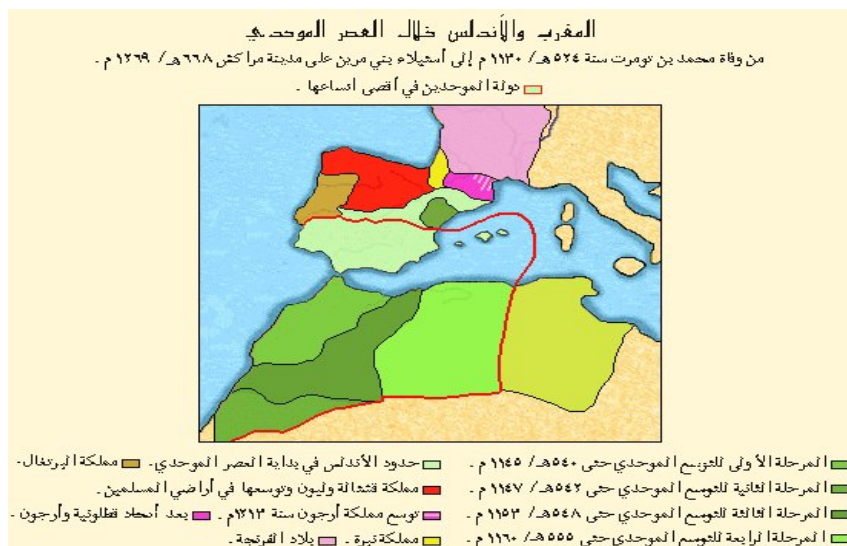 المغرب والأندلس خلال العصر الموحدي
من وفاة محمد بن تومرت سنة ٥٢٤هـ/ ١١٣٠م إلى أستيلاء بني مرين على مدينة مراكش ٦٦٨هـ/ ١٢٦٩م .
دولة الموحدين في أقصى أتساعها .
المرحلة الأولى للتوسع الموحدي حتى ٥٤٠هـ/ ١١٤٥م .
حدود الأندلس في بداية العصر الموحدي.
مملكة البرتغال.
المرحلة الثانية للتوسع الموحدي حتى ٥٤٢هـ/ ١١٤٧م .
مملكة قشتالة وليون وتوسعها في أراضي المسلمين .
المرحلة الثالثة للتوسع الموحدي حتى ٥٤٨هـ/ ١١٥٣م .
توسع مملكة أرجون سنة ١٢١٣م .
بعد أتحاد قطلونية وأرجون .
المرحلة الرابعة للتوسع الموحدي حتى ٥٥٥هـ/ ١١٦٠م .
مملكة نبرة .
بلاد الفرنجة .